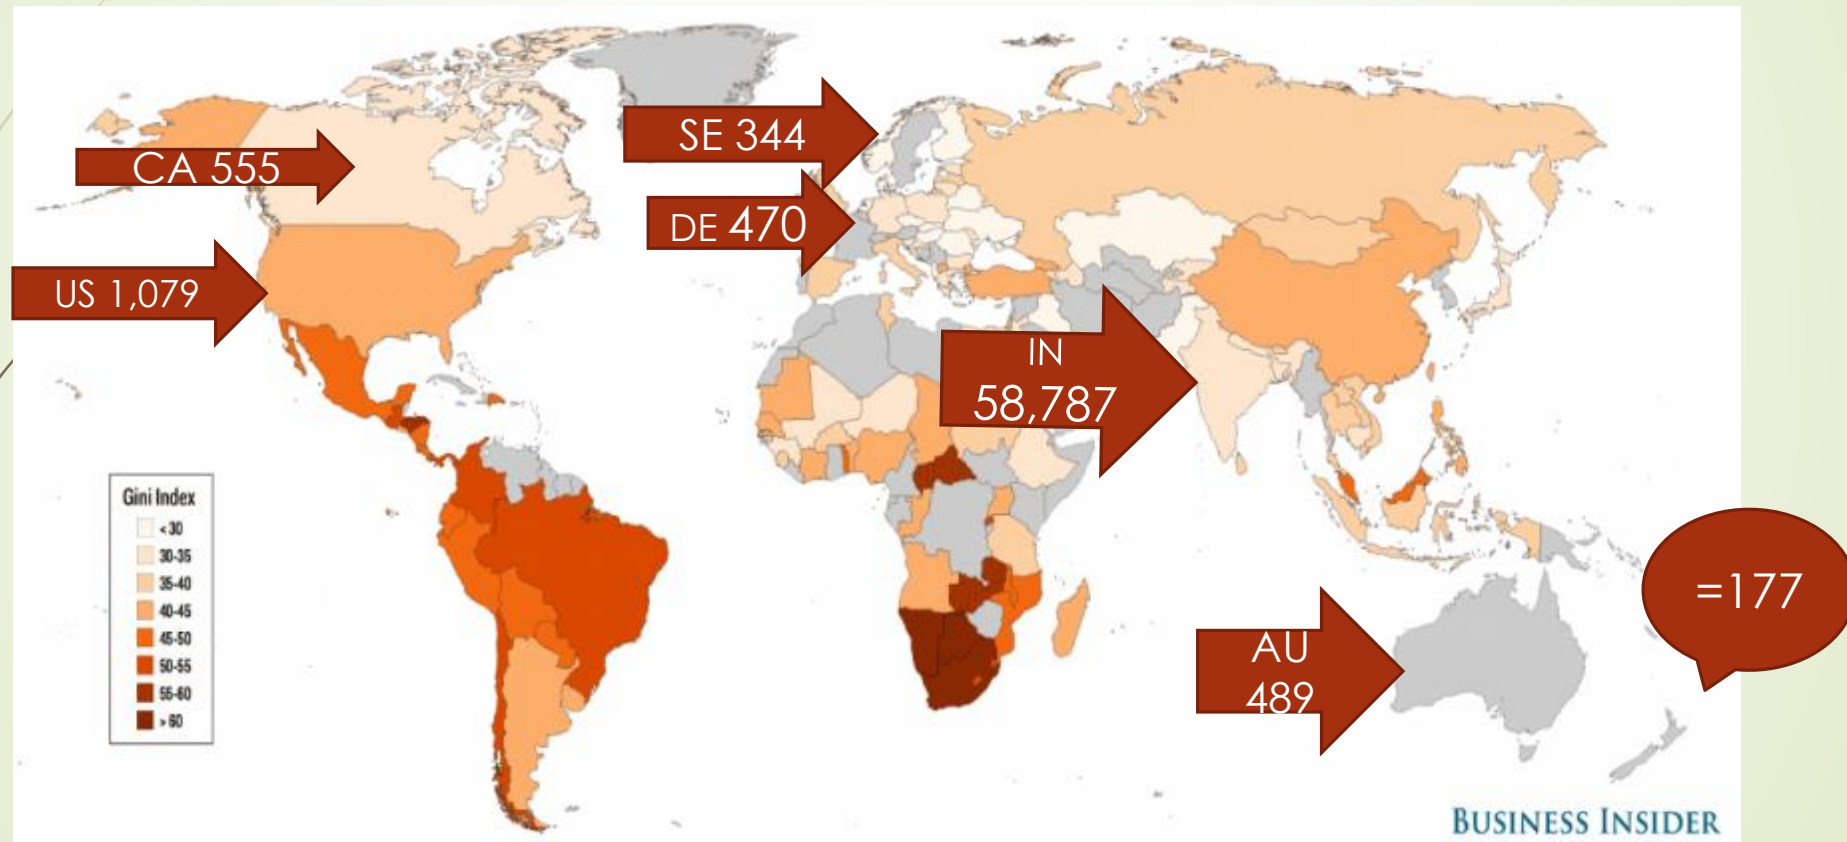 SE 344
CA 555
DE 470
US 1,079
IN
58,787
Gini Index
< 30
30-35
35-40
40-45
45-50
50-55
55-60
> 60
=177
AU
489
BUSINESS INSIDER